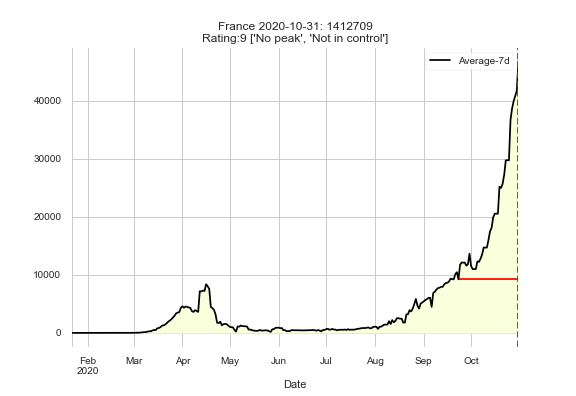 France 2020-10-31: 1412709
Rating:9 ['No peak', 'Not in control']
Average-7d
40000
30000
20000
10000
0
Feb Mar Apr May Jun Jul Aug Sep Oct
2020
Date